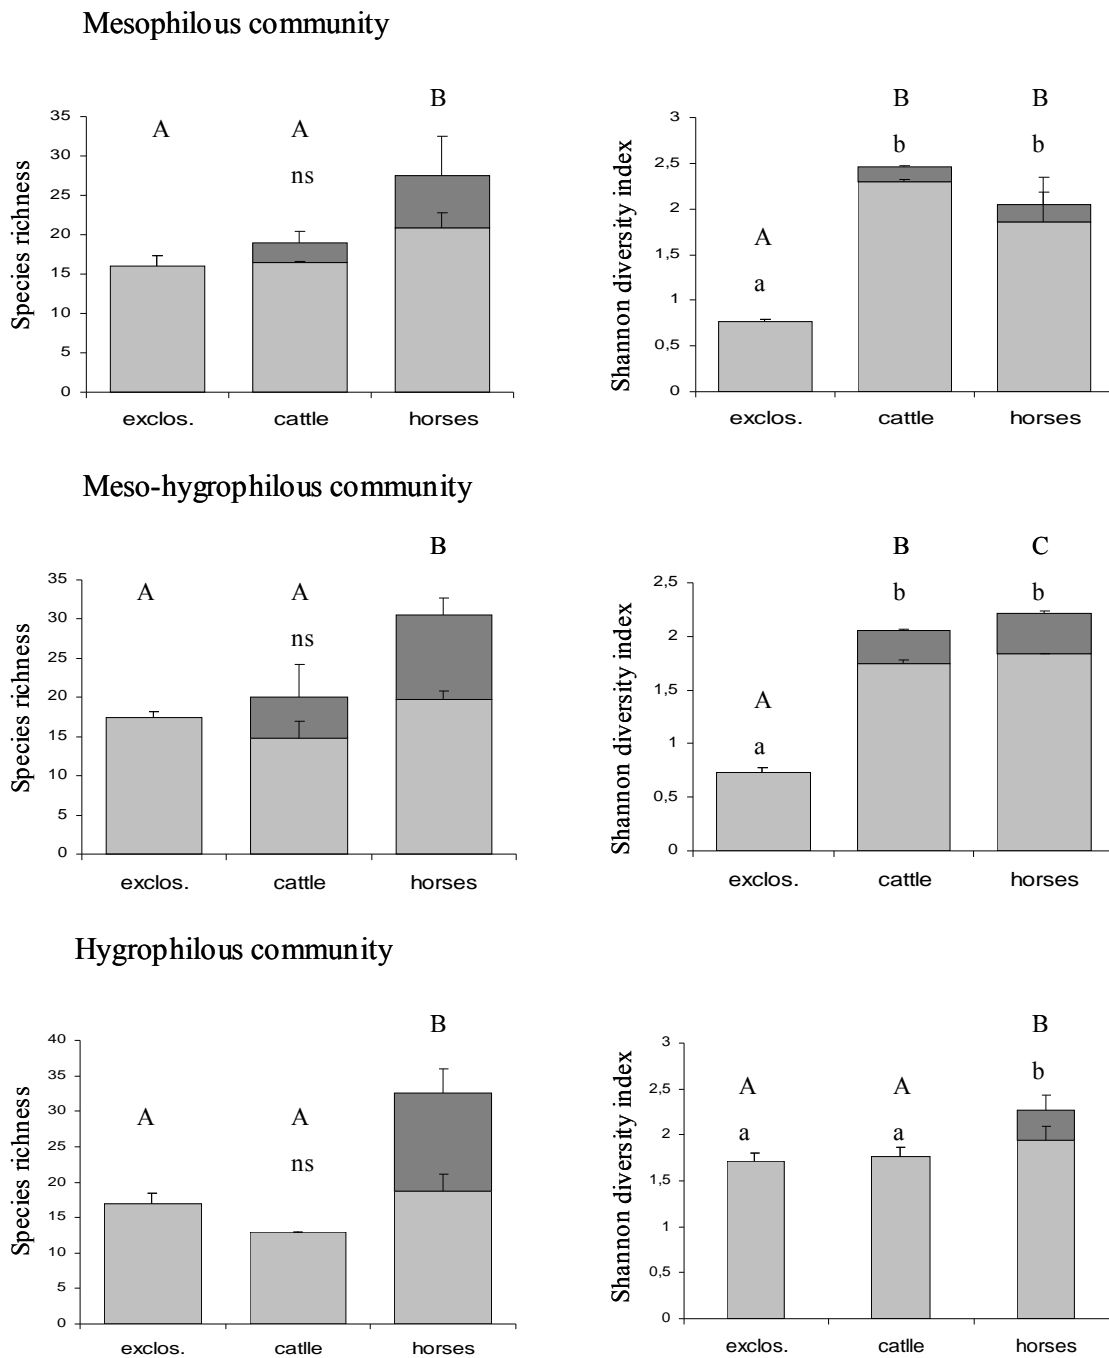 Mesophilous community
B
A A
ns
Species richness
35
30
25
20
15
10
5
0
exclos. cattle horses
B B
b b
A
a
Shannon diversity index
3
2,5
2
1,5
1
0,5
0
exclos. cattle horses
Meso-hygrophilous community
B
A A
ns
Species richness
35
30
25
20
15
10
5
0
exclos. cattle horses
B C
b b
A
a
Shannon diversity index
2,5
2
1,5
1
0,5
0
exclos. cattle horses
Hygrophilous community
B
A A
ns
Species richness
40
35
30
25
20
15
10
5
0
exclos. catlle horses
B
b
A A
a a
Shannon diversity index
3
2,5
2
1,5
1
0,5
0
exclos. catlle horses